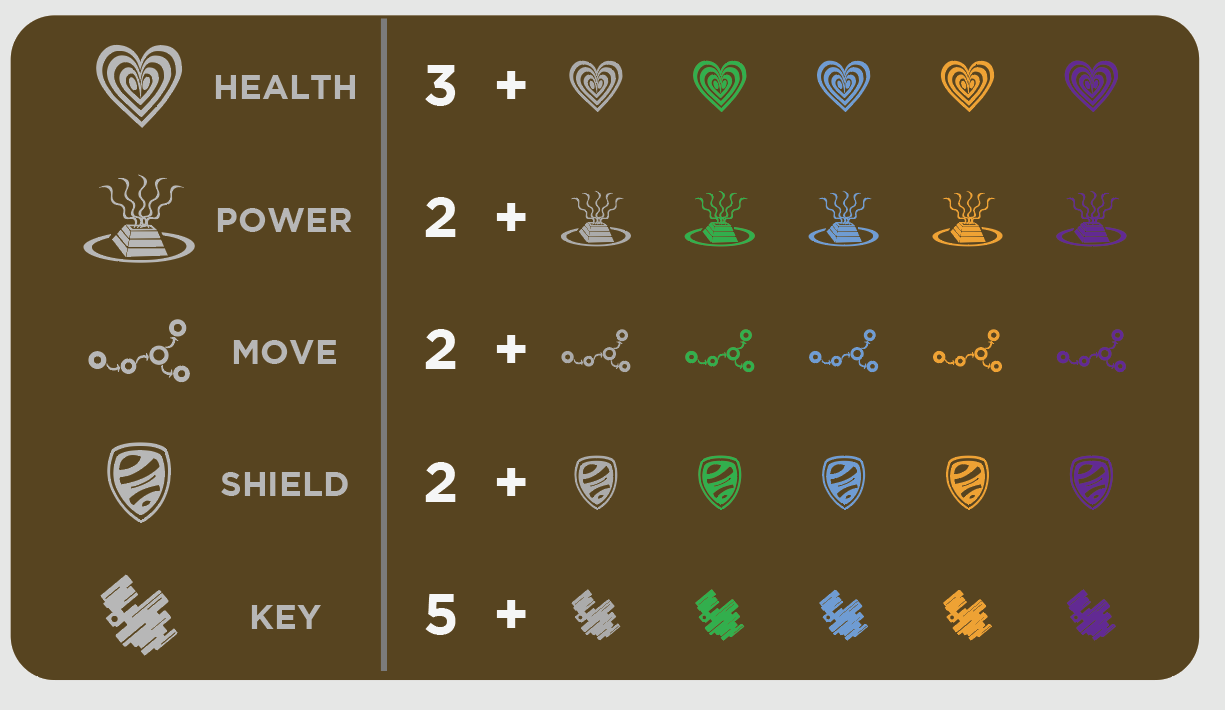 HEALTH 3 +
POWER 2 +
MOVE 2 +
SHIELD 2 +
KEY 5 +